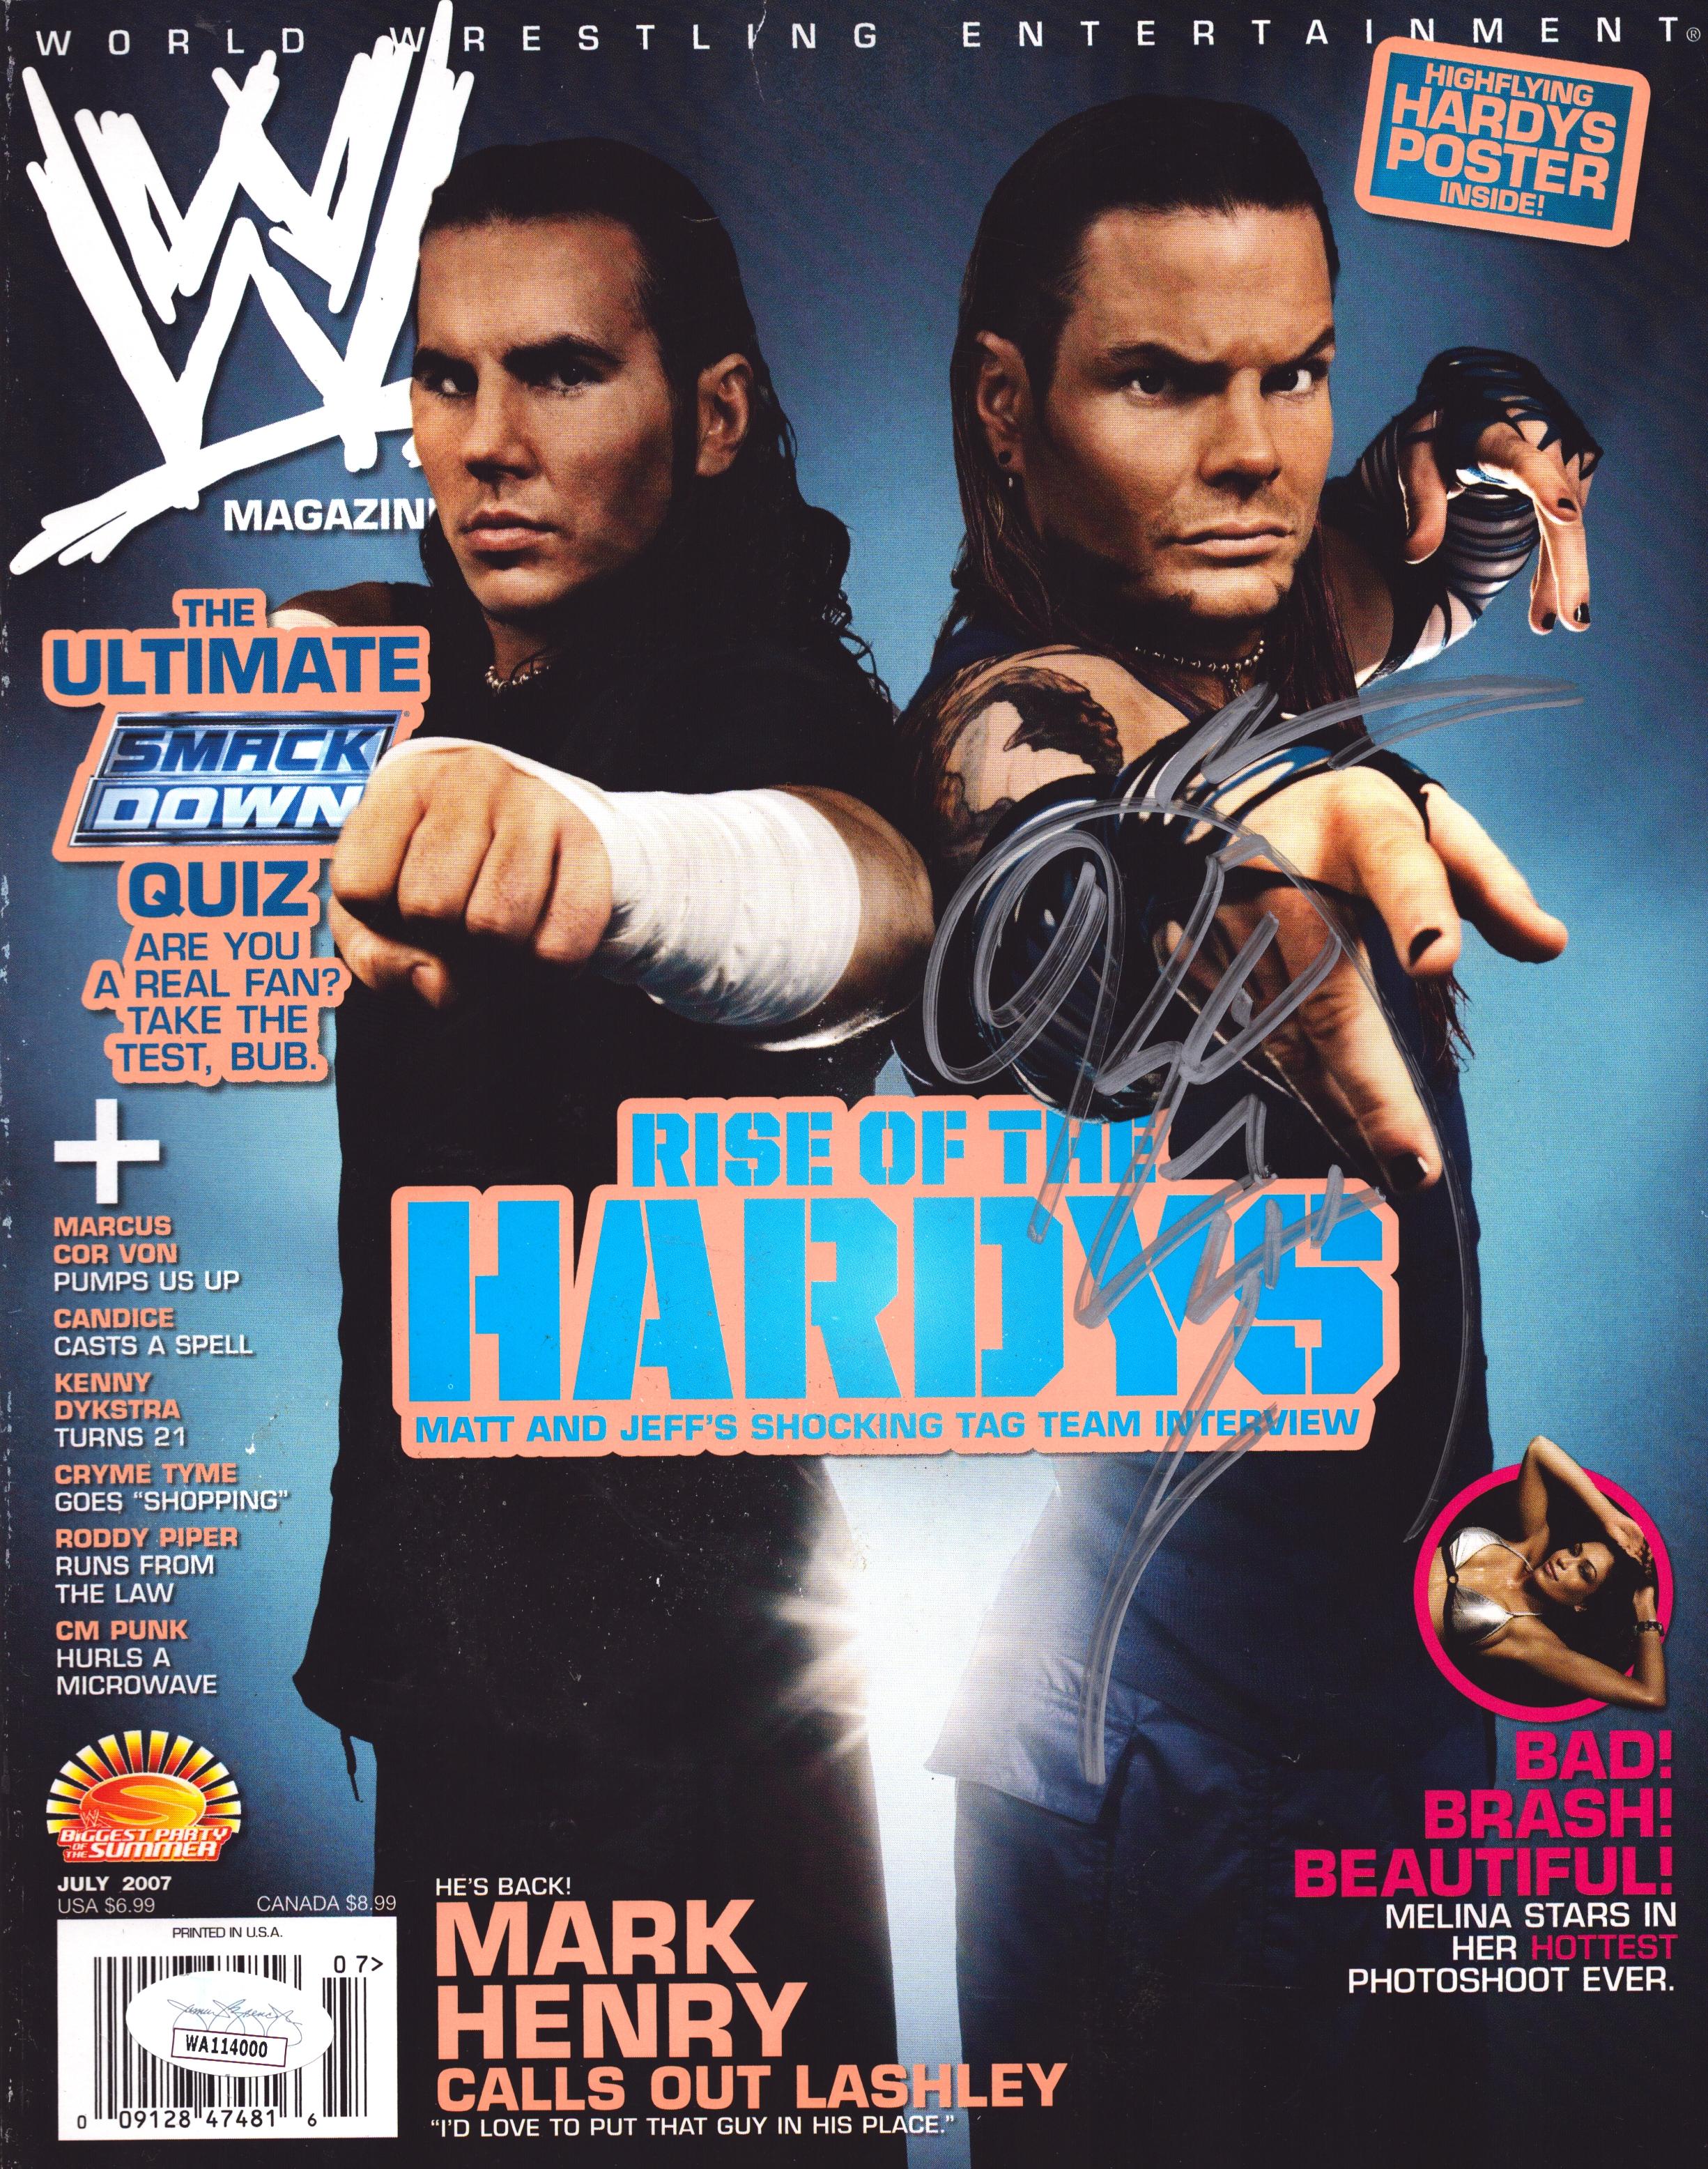 WORLD WRESTLING ENTERTAINMENT®
W
MAGAZIN
HIGHFLYING
HARDYS
POSTER
INSIDE!
THE
ULTIMATE
SMACK
DOWN
QUIZ
ARE YOU
A REAL FAN?
TAKE THE
TEST, BUB.
+
MARCUS
COR VON
PUMPS US UP
CANDICE
CASTS A SPELL
KENNY
DYKSTRA
TURNS 21
CRYME TYME
GOES “SHOPPING”
RODDY PIPER
RUNS FROM
THE LAW
CM PUNK
HURLS A
MICROWAVE
RISE OF THE
HARDYS
MATT AND JEFF'S SHOCKING TAG TEAM INTERVIEW
BIGGEST PARTY
OF THE SUMMER
JULY 2007
USA $6.99 CANADA $8.99
PRINTED IN U.S.A.
07>
WA114000
0 09128 47481 6
HE'S BACK!
MARK
HENRY
CALLS OUT LASHLEY
“I'D LOVE TO PUT THAT GUY IN HIS PLACE.”
BAD!
BRASH!
BEAUTIFUL!
MELINA STARS IN
HER HOTTEST
PHOTOSHOOT EVER.